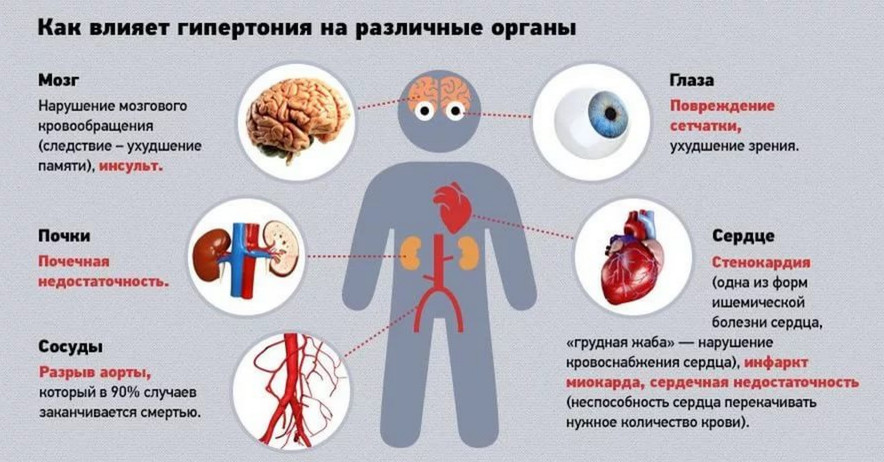 Как влияет гипертония на различные органы
Мозг
Нарушение мозгового
кровообращения
(следствие – ухудшение
памяти), инсульт.
Глаза
Повреждение
сетчатки,
ухудшение зрения.
Почки
Почечная
недостаточность.
Сердце
Стенокардия
(одна из форм
ишемической
болезни сердца,
«грудная жаба» — нарушение
кровоснабжения сердца), инфаркт
миокарда, сердечная недостаточность
(неспособность сердца перекачивать
нужное количество крови).
Сосуды
Разрыв аорты,
который в 90% случаев
заканчивается смертью.